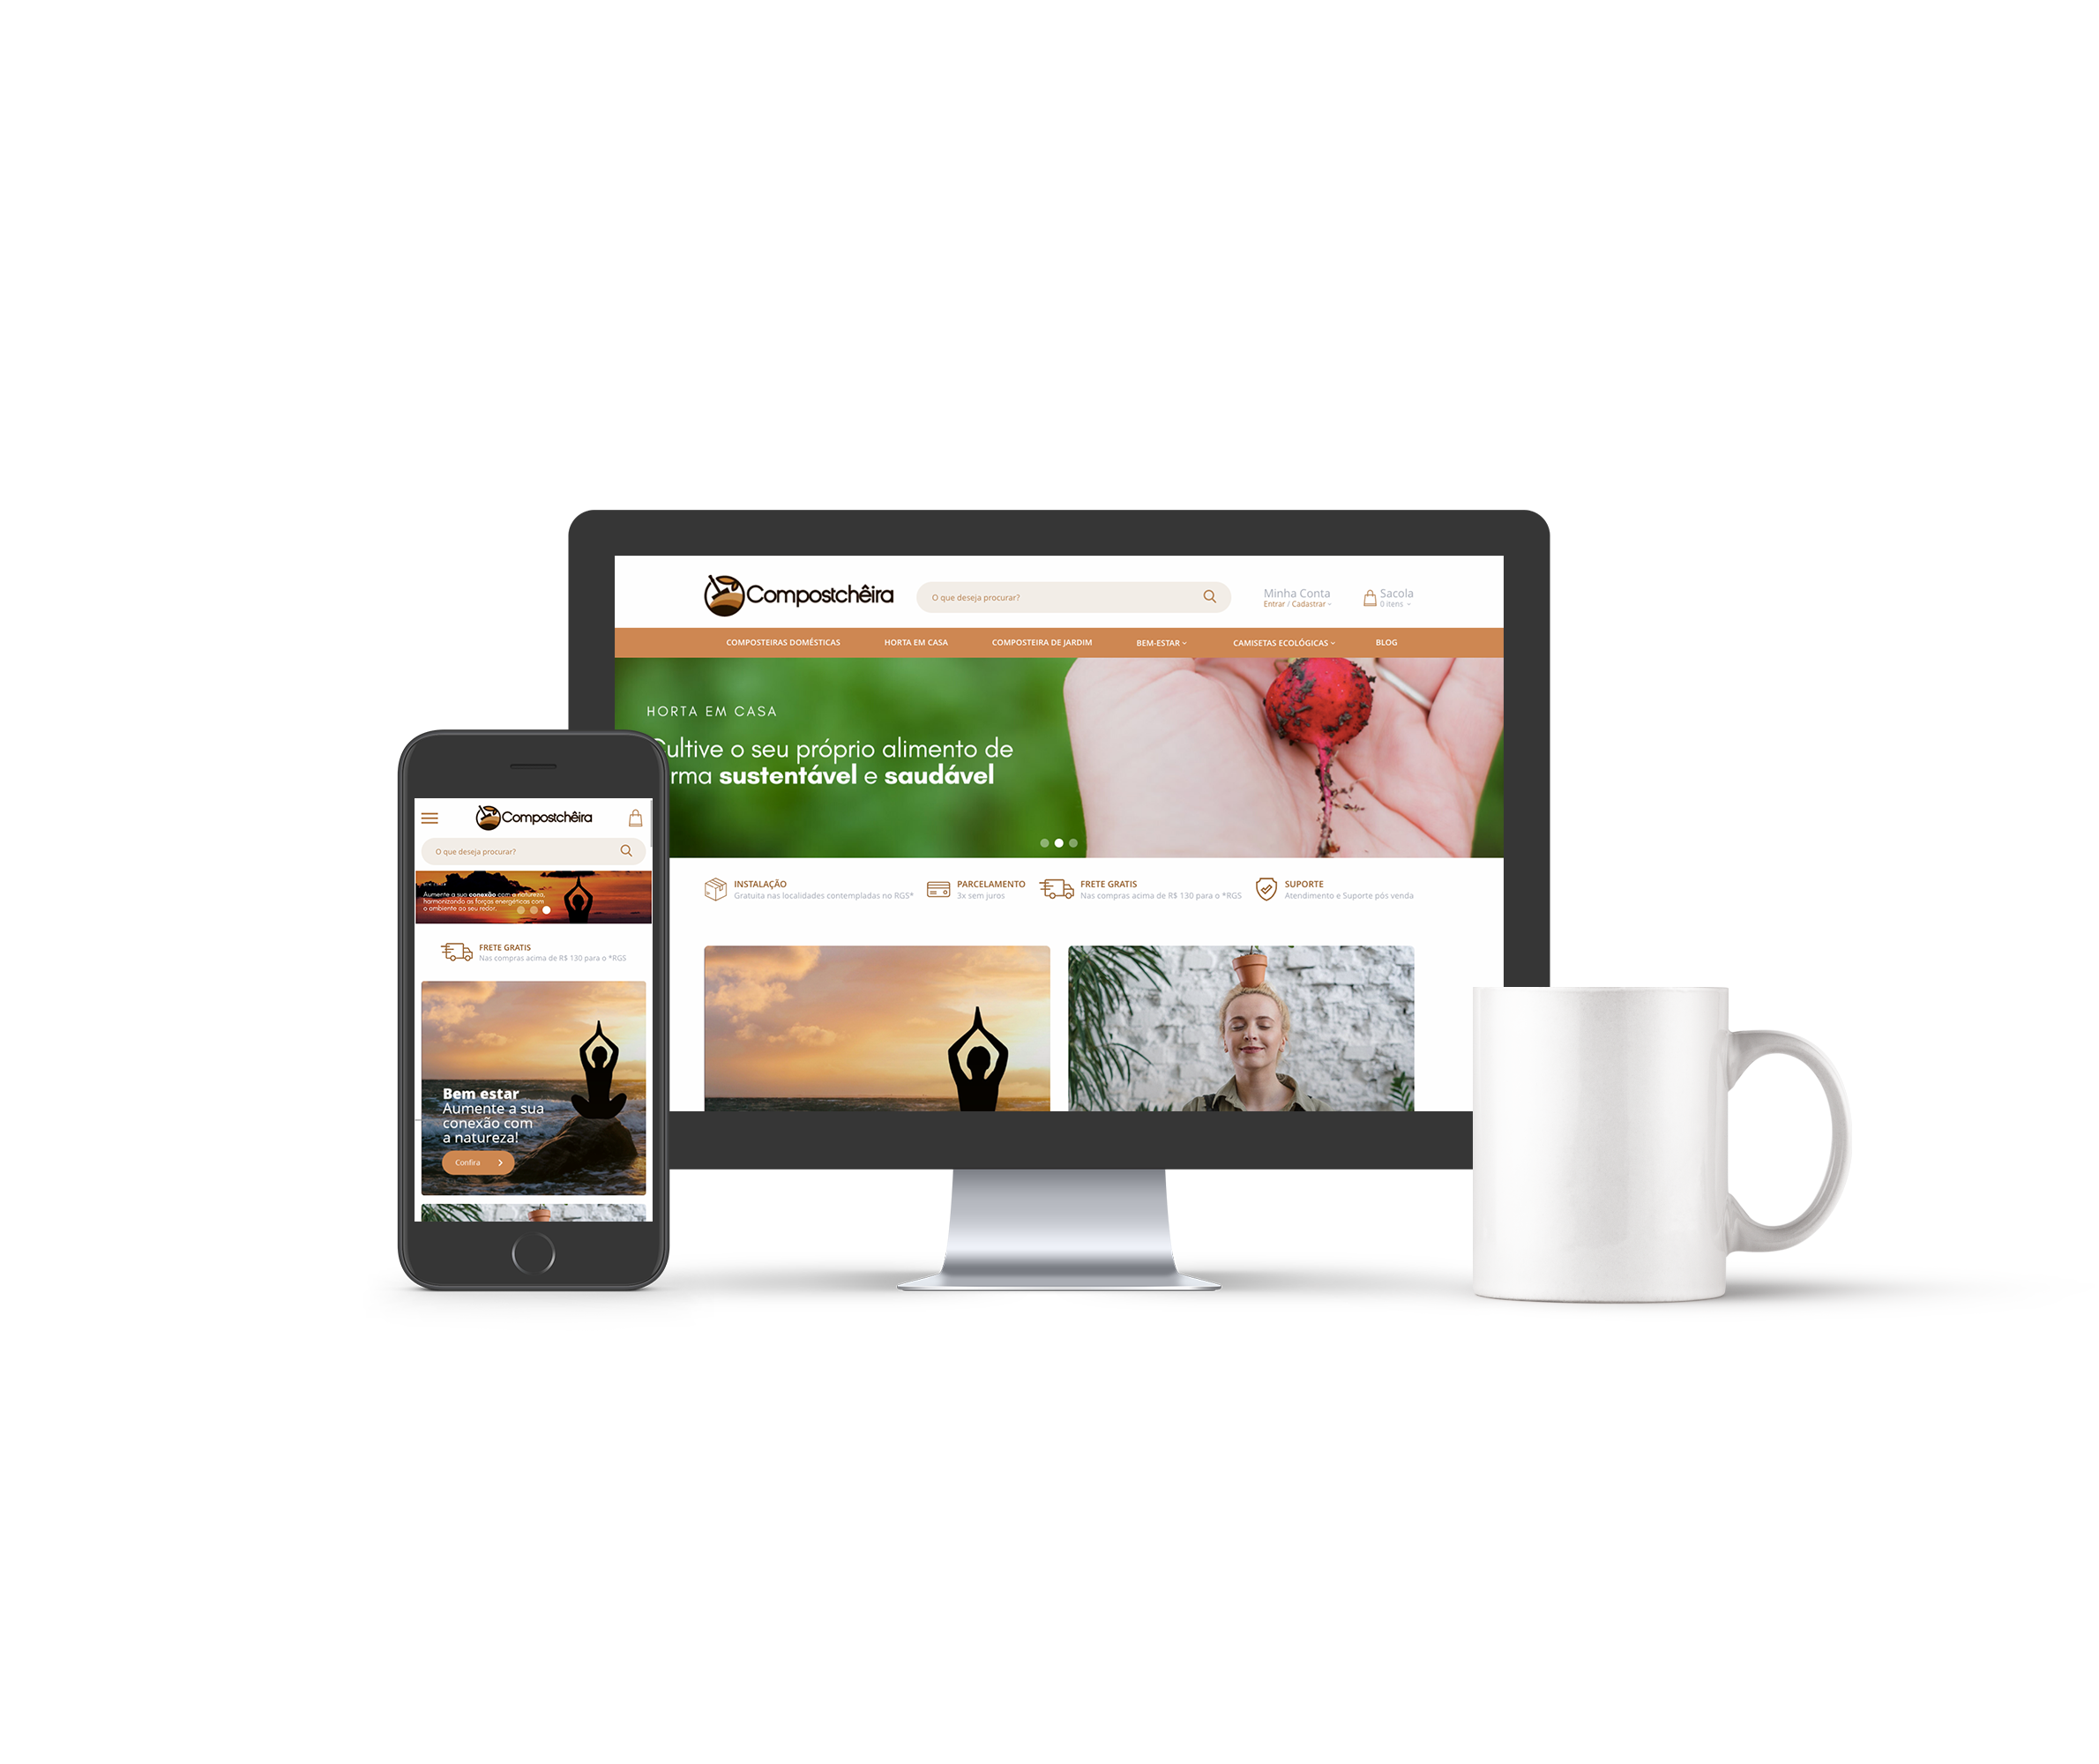 Compostchêira
O que deseja procurar?
Minha Conta
Entrar / Cadastrar
Sacola
0 itens
COMPOSTEIRAS DOMÉSTICAS
HORTA EM CASA
COMPOSTEIRA DE JARDIM
BEM-ESTAR
CAMISETAS ECOLÓGICAS
BLOG
HORTA EM CASA
Cultive o seu próprio alimento de
rma sustentável e saudável
INSTALAÇÃO
Gratuita nas localidades contempladas no RGS*
PARCELAMENTO
3x sem juros
FRETE GRATIS
Nas compras acima de R$ 130 para o *RGS
SUPORTE
Atendimento e Suporte pós venda
Compostchêira
O que deseja procurar?
Aumente a sua conexão com a natureza,
harmonizando as forças energéticas com
o ambiente ao seu redor.
FRETE GRATIS
Nas compras acima de R$ 130 para o *RGS
Bem estar
Aumente a sua
conexão com
a natureza!
Confira